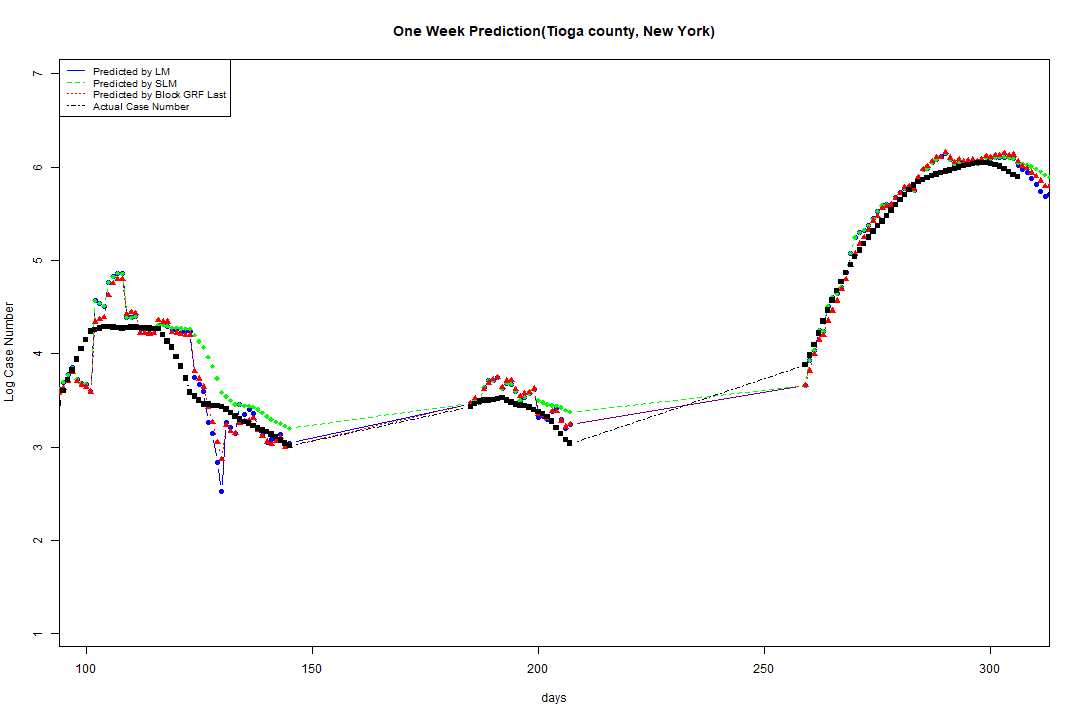 One Week Prediction(Tioga county, New York)
Predicted by LM
Predicted by SLM
Predicted by Block GRF Last
Actual Case Number
7
6
5
4
3
2
1
Log Case Number
100 150 200 250 300
days